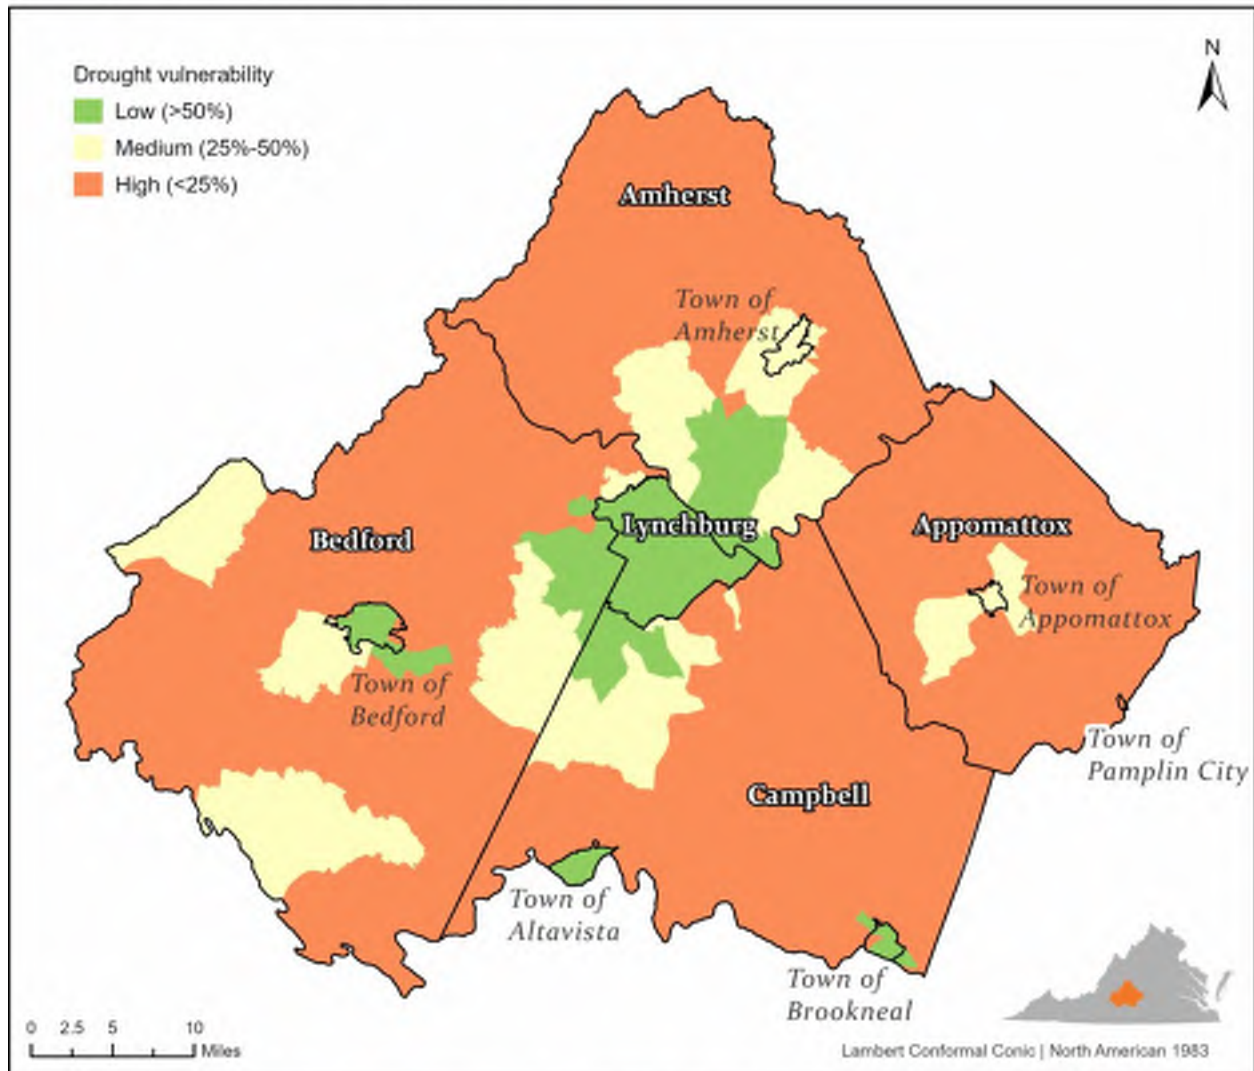 Drought vulnerability
Low (>50%)
Medium (25%-50%)
High (<25%)
N
Amherst
Town of
Amherst
Lynchburg
Appomattox
Bedford
Town of
Appomattox
Town of
Bedford
Town of
Pamplin City
Campbell
Town of
Altavista
Town of
Brookneal
0 2.5 5 10
Miles
Lambert Conformal Conic | North American 1983